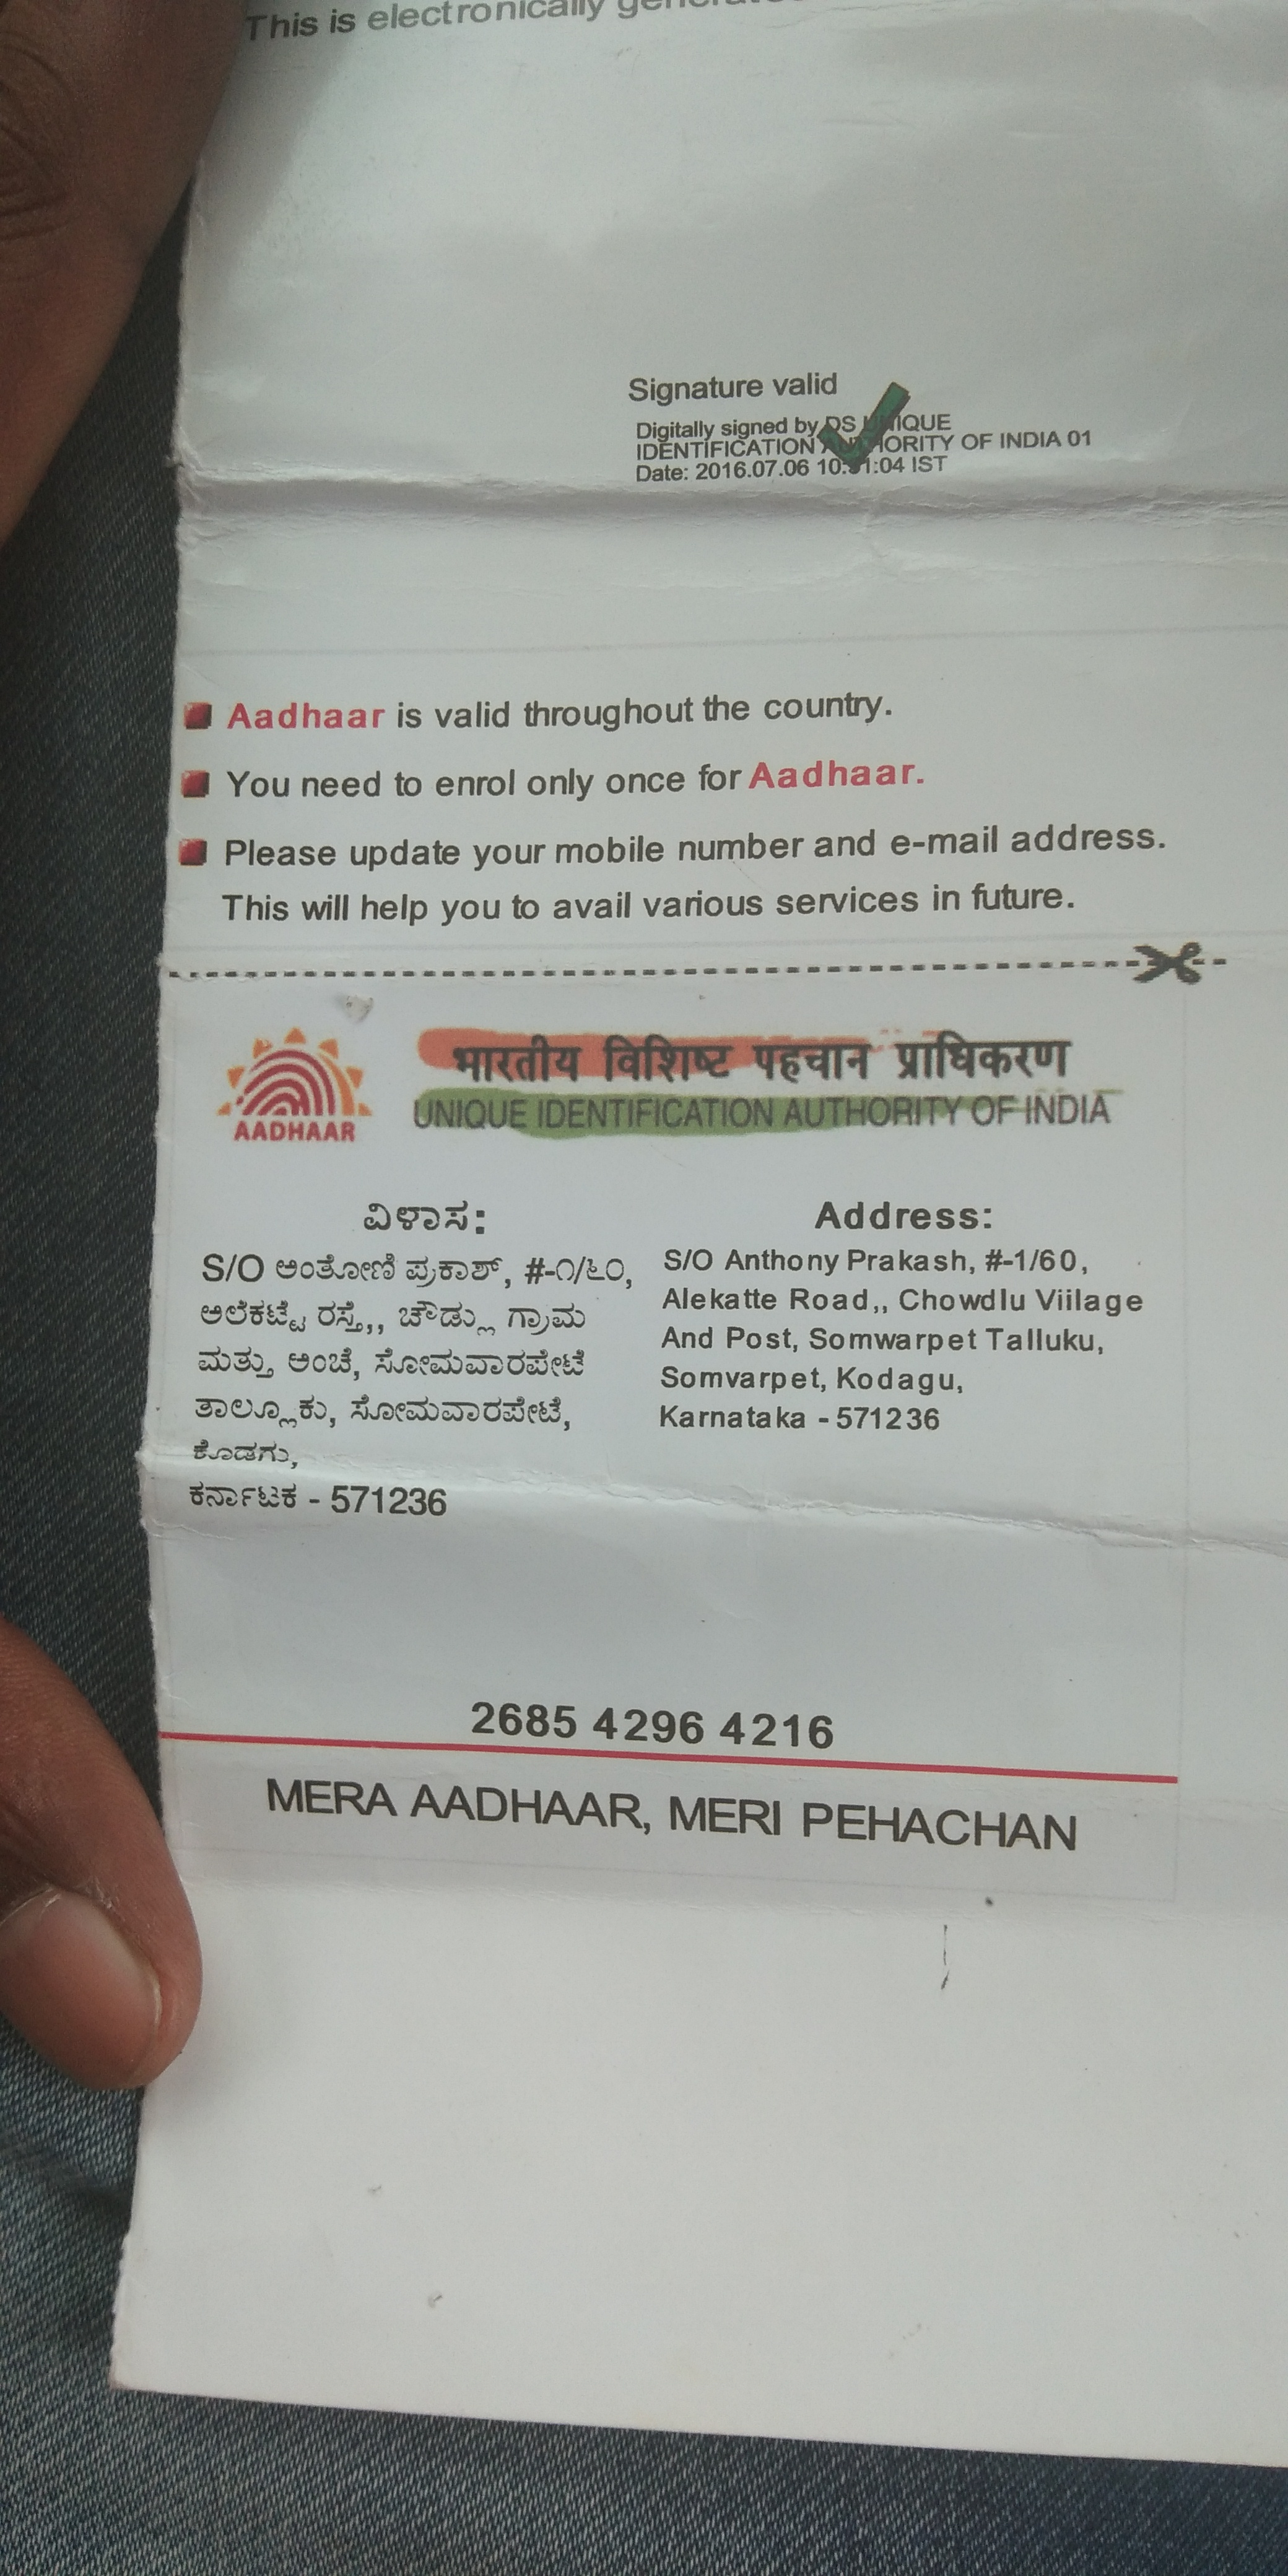 This is electronically
Signature valid
Digitally signed by DS UNIQUE
IDENTIFICATION AUTHORITY OF INDIA 01
Date: 2016.07.06 IST
Aadhaar is valid throughout the country.
You need to enrol only once for Aadhaar.
Please update your mobile number and e-mail address.
This will help you to avail various services in future.
भारतीय विशिष्ट पहचान प्राधिकरण
UNIQUE IDENTIFICATION AUTHORITY OF INDIA
AADHAAR
ವಿಳಾಸ:
S/O ಅಂತೋಣಿ ಪ್ರಕಾಶ್, #-೧/೬೦,
ಅಲೆಕಟ್ಟೆ ರಸ್ತೆ,, ಚೌಡ್ಲು ಗ್ರಾಮ
ಮತ್ತು ಅಂಚೆ, ಸೋಮವಾರಪೇಟೆ
ತಾಲ್ಲೂಕು, ಸೋಮವಾರಪೇಟೆ,
ಕೊಡಗು,
ಕರ್ನಾಟಕ - 571236
Address:
S/O Anthony Prakash, #-1/60,
Alekatte Road,, Chowdlu Viilage
And Post, Somwarpet Talluku,
Somvarpet, Kodagu,
Karnataka - 571236
2685 4296 4216
MERA AADHAAR, MERI PEHACHAN